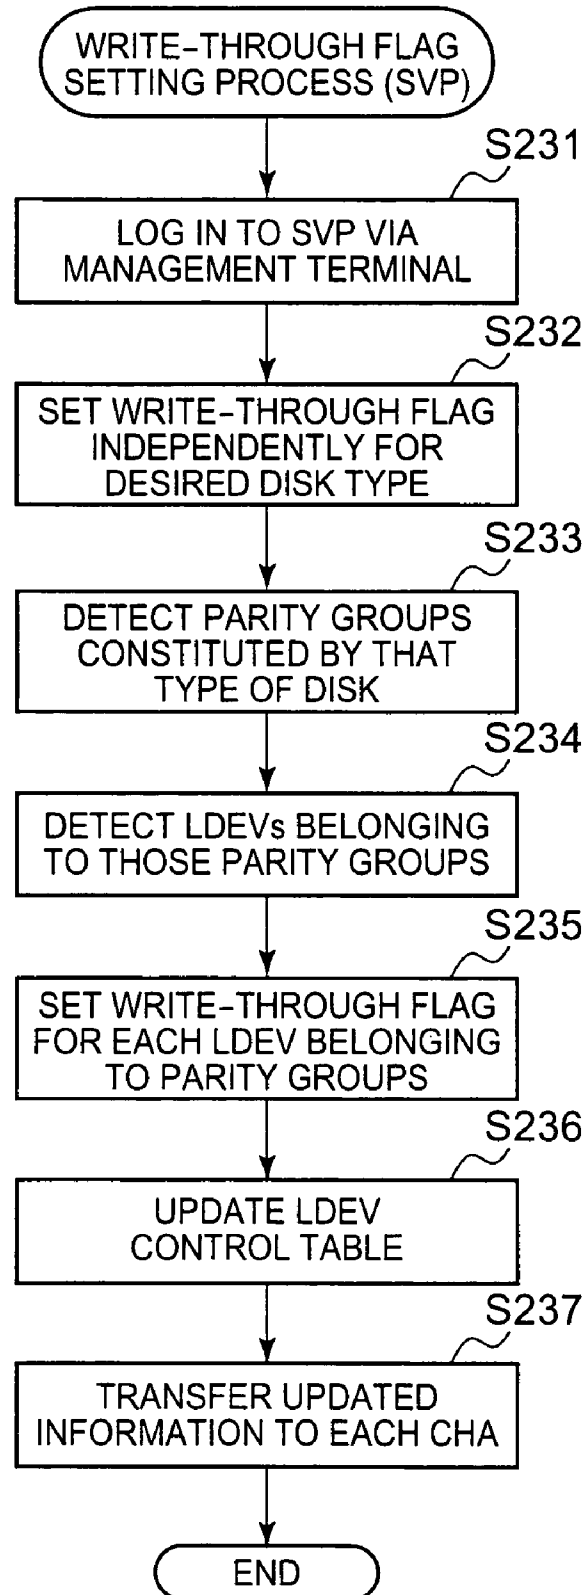 WRITE-THROUGH FLAG
SETTING PROCESS (SVP)
S231
LOG IN TO SVP VIA
MANAGEMENT TERMINAL
S232
SET WRITE-THROUGH FLAG
INDEPENDENTLY FOR
DESIRED DISK TYPE
S233
DETECT PARITY GROUPS
CONSTITUTED BY THAT
TYPE OF DISK
S234
DETECT LDEVs BELONGING
TO THOSE PARITY GROUPS
S235
SET WRITE-THROUGH FLAG
FOR EACH LDEV BELONGING
TO PARITY GROUPS
S236
UPDATE LDEV
CONTROL TABLE
S237
TRANSFER UPDATED
INFORMATION TO EACH CHA
END